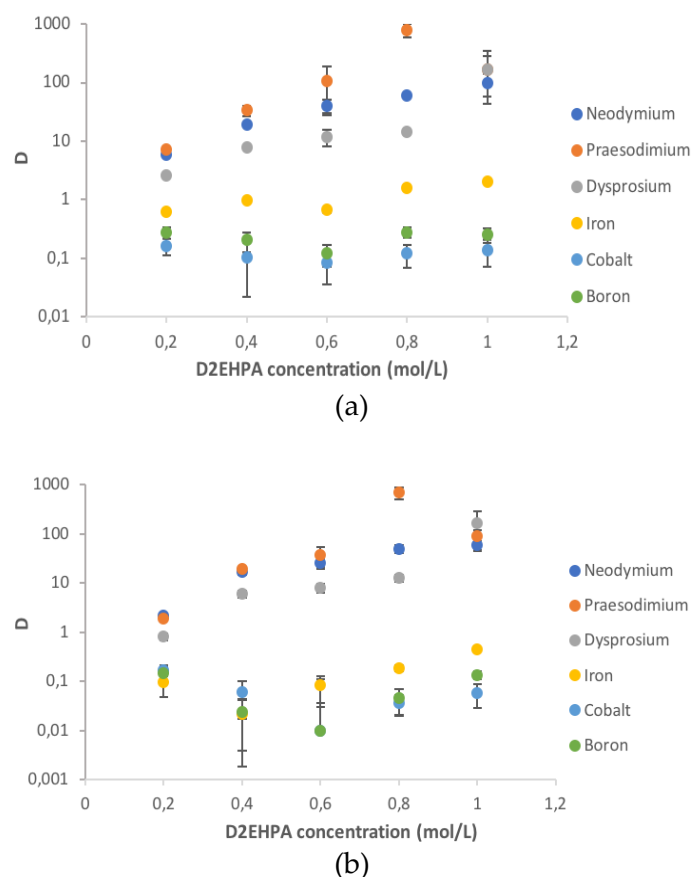 1000
100
10
1
0,1
0,01
D
0
0,2
0,4
0,6
0,8
1
1,2
D2EHPA concentration (mol/L)
Neodymium
Praesodimium
Dysprosium
Iron
Cobalt
Boron
(a)
1000
100
10
1
0,1
0,01
0,001
D
0
0,2
0,4
0,6
0,8
1
1,2
D2EHPA concentration (mol/L)
Neodymium
Praesodimium
Dysprosium
Iron
Cobalt
Boron
(b)